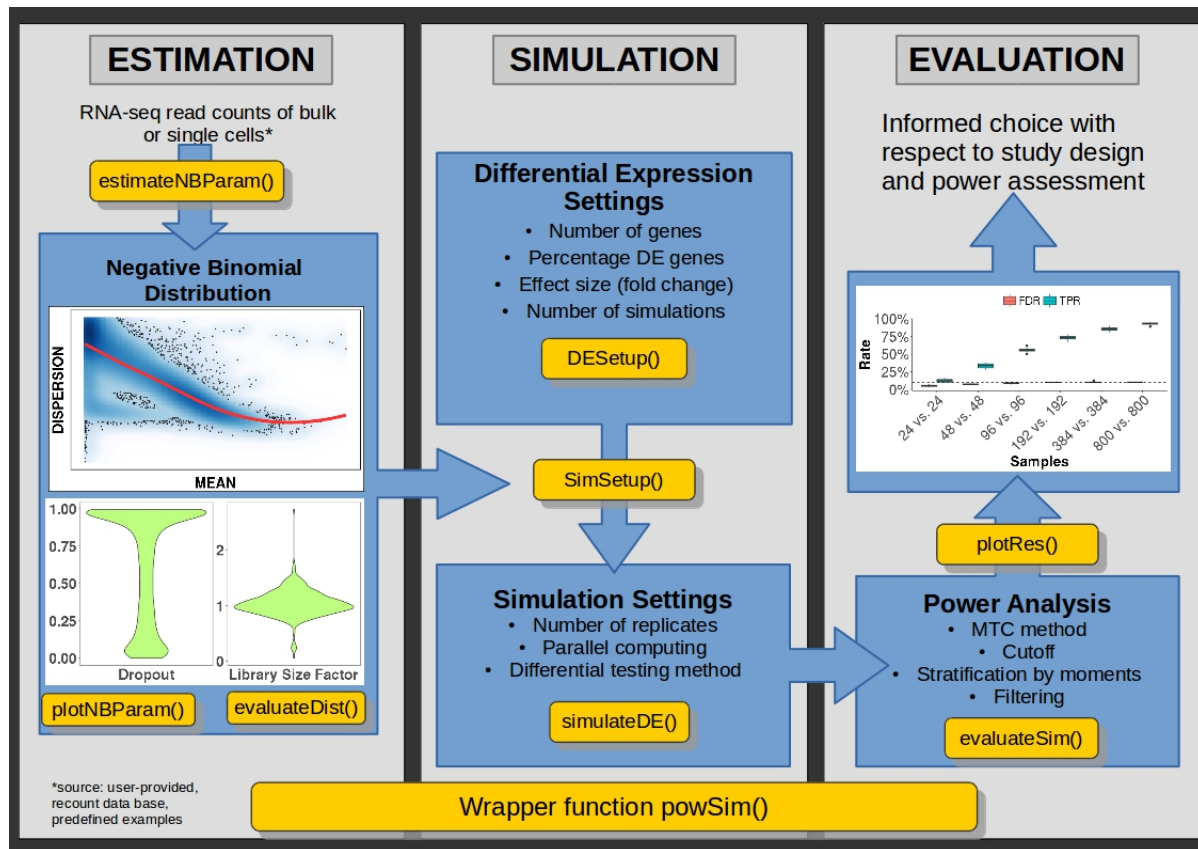 ESTIMATION
RNA-seq read counts of bulk
or single cells*
estimateNBParam()
Negative Binomial
Distribution
DISPERSION
MEAN
1.00
0.75
0.50
0.25
0.00
Dropout
2
1
0
Library Size Factor
plotNBParam()
evaluateDist()
*source: user-provided,
recount data base,
predefined examples
SIMULATION
Differential Expression
Settings
• Number of genes
• Percentage DE genes
• Effect size (fold change)
• Number of simulations
DESetup()
SimSetup()
Simulation Settings
• Number of replicates
• Parallel computing
• Differential testing method
simulateDE()
EVALUATION
Informed choice with
respect to study design
and power assessment
FDR TPR
100%
75%
50%
25%
0%
Rate
24 vs. 24
48 vs. 48
96 vs. 96
192 vs. 192
384 vs. 384
800 vs. 800
Samples
plotRes()
Power Analysis
• MTC method
• Cutoff
• Stratification by moments
• Filtering
evaluateSim()
Wrapper function powSim()